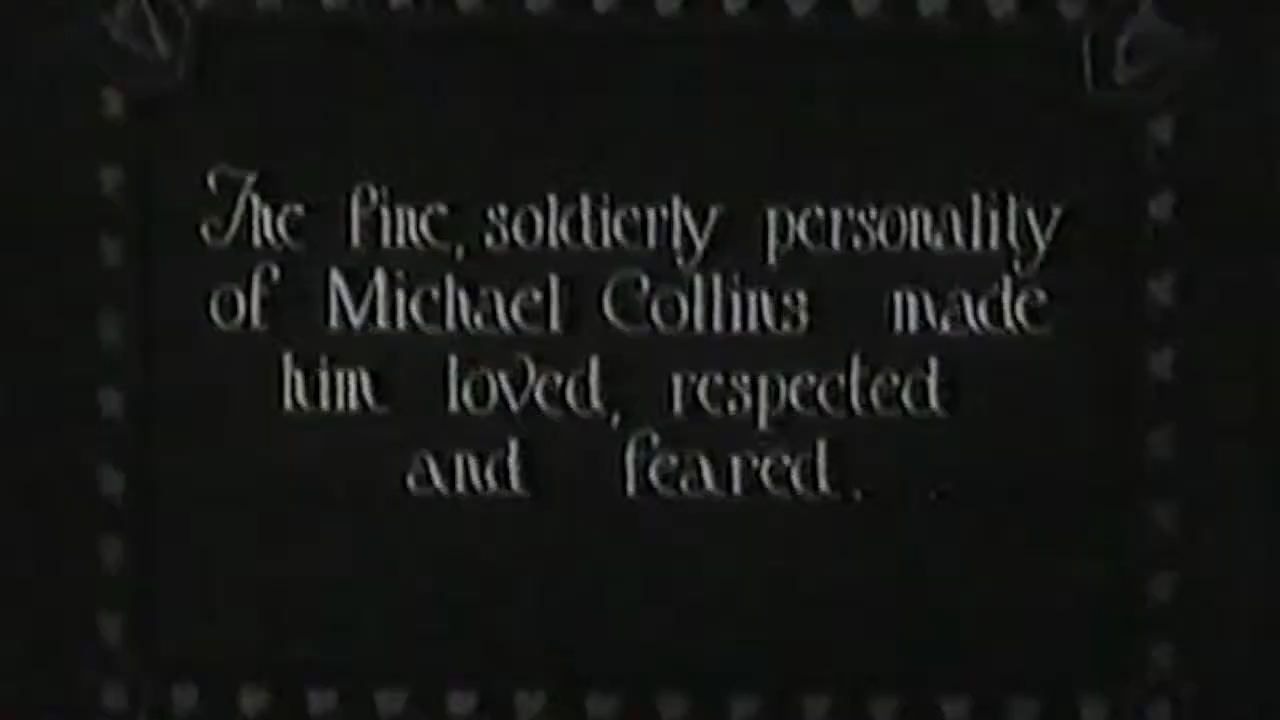 The fine, soldierly personality
of Michael Collins made
him loved, respected
and feared.